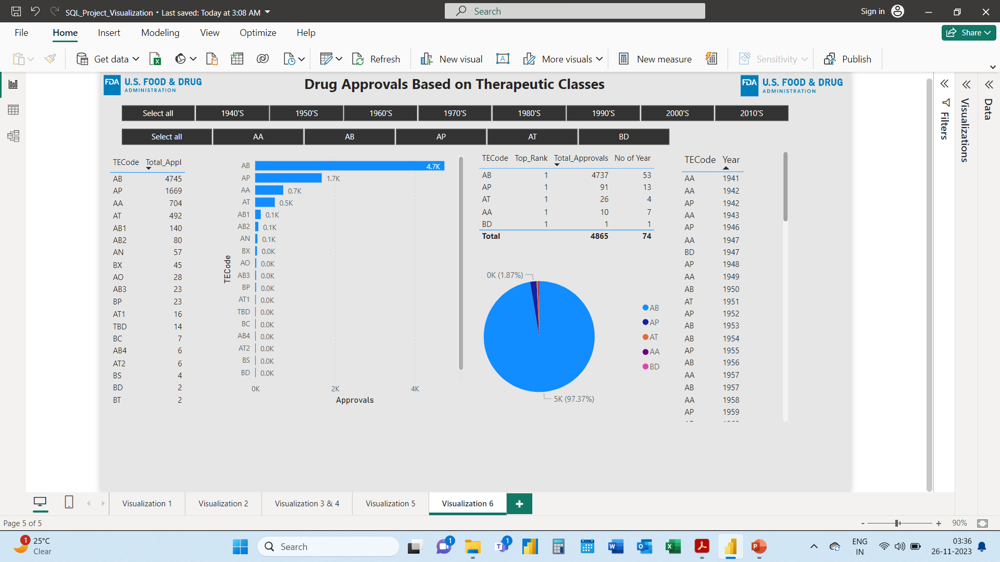 SQL_Project_Visualization • Last saved: Today at 3:08 AM
Search
Sign in
File Home Insert Modeling View Optimize Help
Share
Get data
Refresh
New visual
A
More visuals
New measure
Sensitivity
Publish
FDA U.S. FOOD & DRUG
ADMINISTRATION
Drug Approvals Based on Therapeutic Classes
FDA U.S. FOOD & DRUG
ADMINISTRATION
Select all 1940'S 1950'S 1960'S 1970'S 1980'S 1990'S 2000'S 2010'S
Select all AA AB AP AT BD
TECode Total_Appl
AB 4745
AP 1669
AA 704
AT 492
AB1 140
AB2 80
AN 57
BX 45
AO 28
AB3 23
BP 23
AT1 16
TBD 14
BC 7
AB4 6
AT2 6
BS 4
BD 2
BT 2
TECode
AB 4.7K
AP 1.7K
AA 0.7K
AT 0.5K
AB1 0.1K
AB2 0.1K
AN 0.1K
BX 0.0K
AO 0.0K
AB3 0.0K
BP 0.0K
AT1 0.0K
TBD 0.0K
BC 0.0K
AB4 0.0K
AT2 0.0K
BS 0.0K
BD 0.0K
0K 2K 4K
Approvals
TECode Top_Rank Total_Approvals No of Year
AB 1 4737 53
AP 1 91 13
AT 1 26 4
AA 1 10 7
BD 1 1 1
Total 4865 74
0K (1.87%)
5K (97.37%)
AB
AP
AT
AA
BD
TECode Year
AA 1941
AA 1942
AP 1942
AA 1943
AP 1946
AA 1947
BD 1947
AP 1948
AA 1949
AB 1950
AT 1951
AP 1952
AB 1953
AB 1954
AP 1955
AB 1956
AA 1957
AB 1957
AA 1958
AP 1959
Filters
Visualizations
Data
Visualization 1
Visualization 2
Visualization 3 & 4
Visualization 5
Visualization 6
Page 5 of 5
90%
1
25°C
Clear
Search
1
1
ENG
IN
03:36
26-11-2023